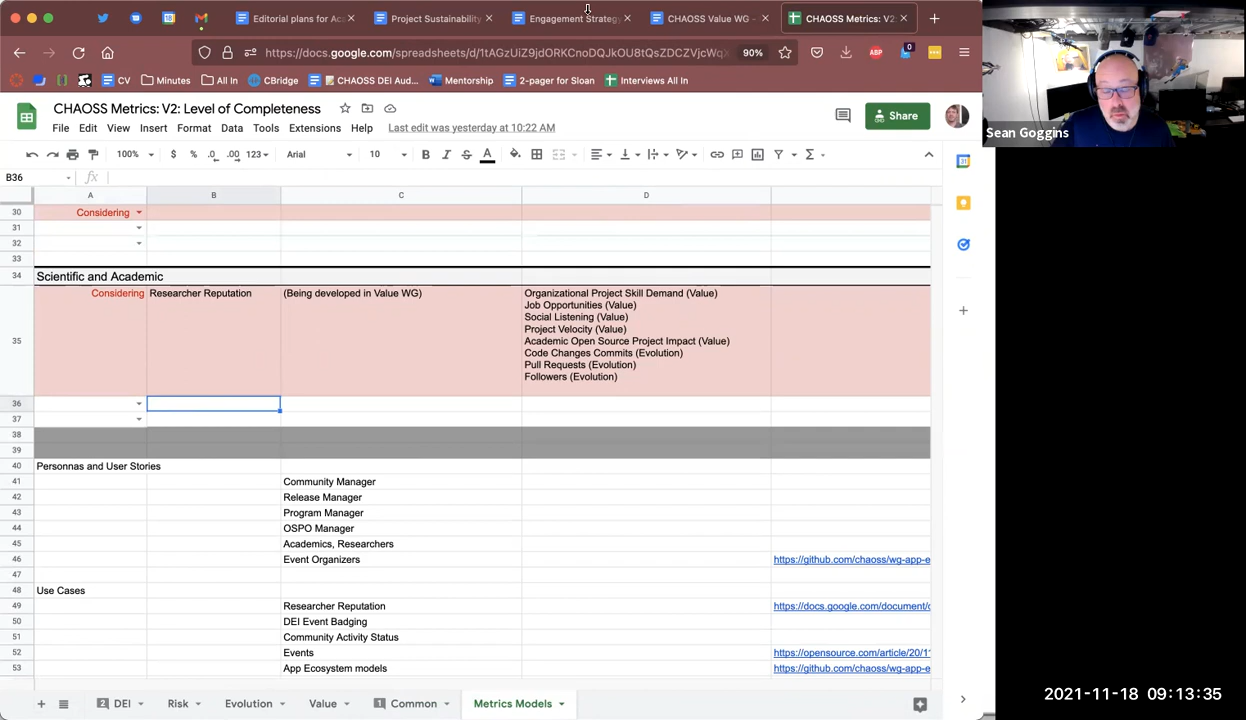 Editorial plans for Aca
Project Sustainability
Engagement Strategy
CHAOSS Value WG -
CHAOSS Metrics: V2:
https://docs.google.com/spreadsheets/d/1tAGzUiZ9jdORKCnoDQJkOU8tQsZDCZVjcWq
90%
ABP
0
CV
Minutes
All In
CBridge
CHAOSS DEI Aud...
Mentorship
2-pager for Sloan
Interviews All In
CHAOSS Metrics: V2: Level of Completeness
Share
File Edit View Insert Format Data Tools Extensions Help Last edit was yesterday at 10:22 AM
Sean Goggins
100% $ % .0 .00 123 Arial 10 B I S A
B36 fx
A B C D
30 Considering
31
32
33
34 Scientific and Academic
35 Considering Researcher Reputation (Being developed in Value WG) Organizational Project Skill Demand (Value)
Job Opportunities (Value)
Social Listening (Value)
Project Velocity (Value)
Academic Open Source Project Impact (Value)
Code Changes Commits (Evolution)
Pull Requests (Evolution)
Followers (Evolution)
36
37
38
39
40 Personnas and User Stories
41 Community Manager
42 Release Manager
43 Program Manager
44 OSPO Manager
45 Academics, Researchers
46 Event Organizers https://github.com/chaoss/wg-app-e
47
48 Use Cases
49 Researcher Reputation https://docs.google.com/document/
50 DEI Event Badging
51 Community Activity Status
52 Events https://opensource.com/article/20/1
53 App Ecosystem models https://github.com/chaoss/wg-app-e
2 DEI Risk Evolution Value 1 Common Metrics Models
2021-11-18 09:13:35